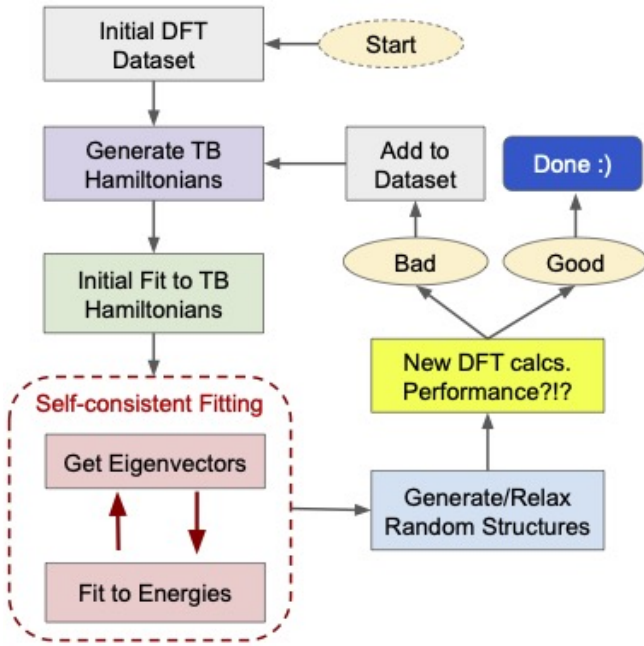 Initial DFT
Dataset
Start
Generate TB
Hamiltonians
Add to
Dataset
Done :)
Initial Fit to TB
Hamiltonians
Bad
Good
New DFT calcs.
Performance?!?
Self-consistent Fitting
Get Eigenvectors
Fit to Energies
Generate/Relax
Random Structures